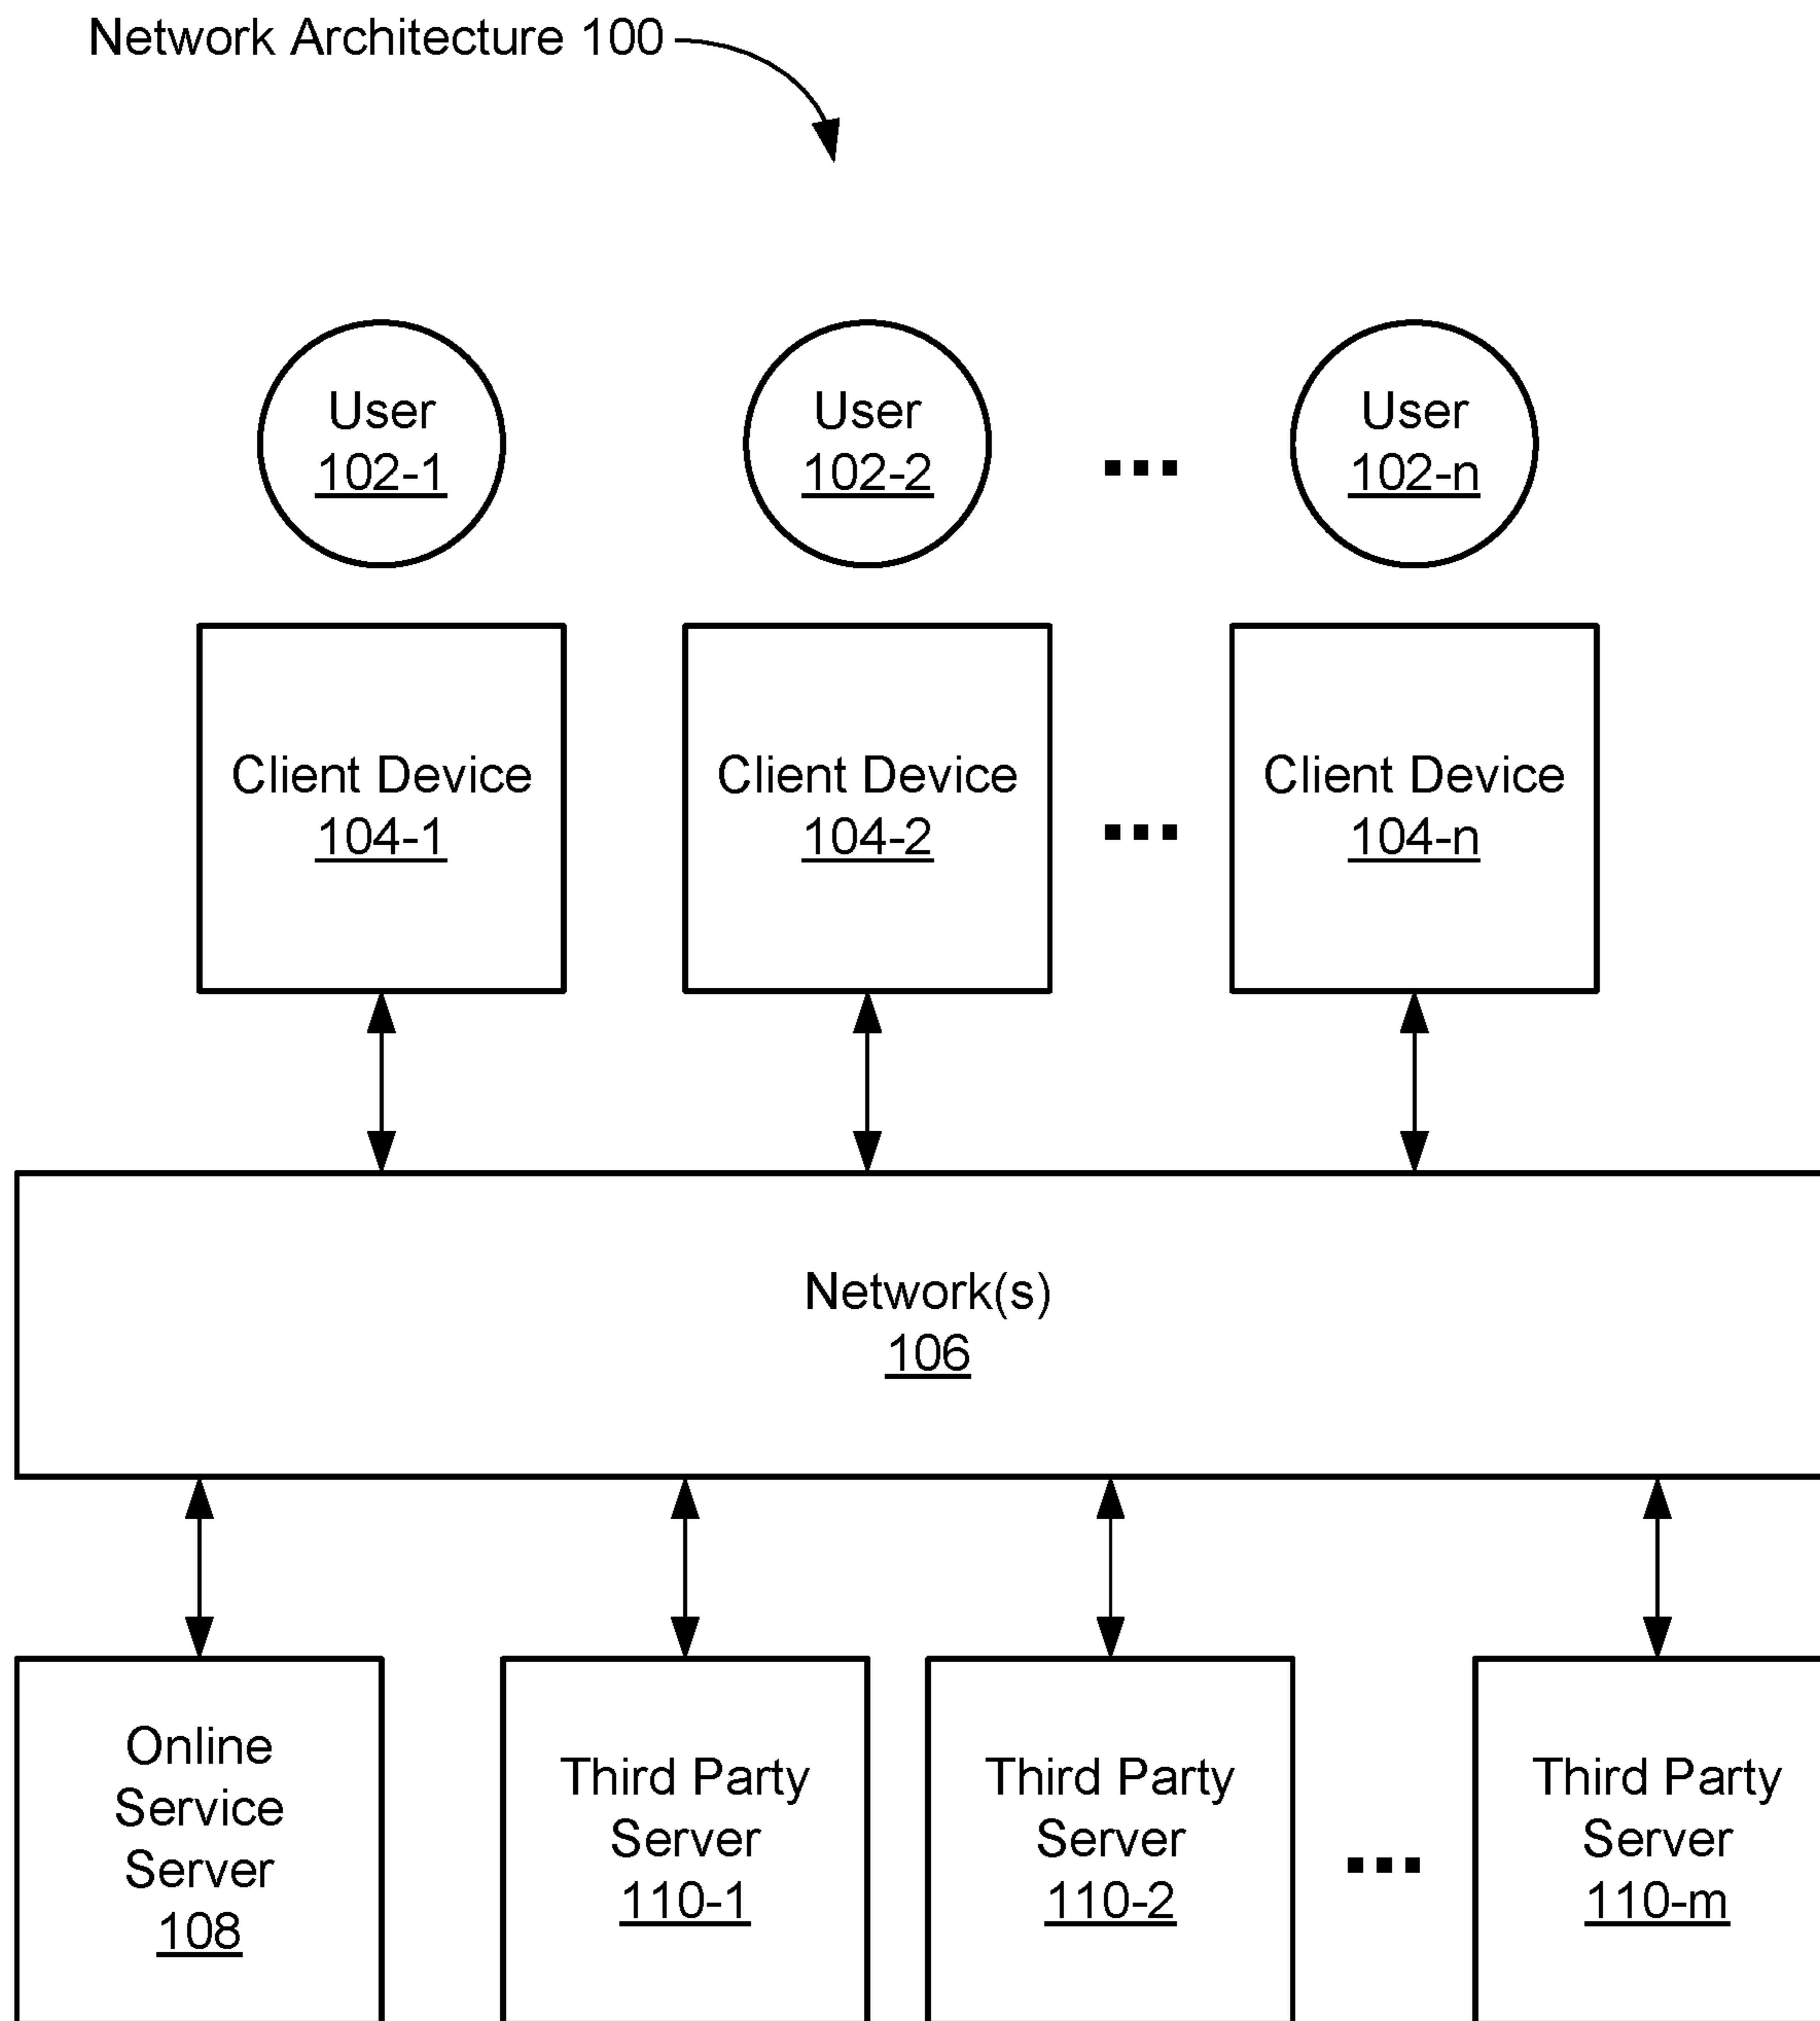 Network Architecture 100
User
102-1
User
102-2
...
User
102-n
Client Device
104-1
Client Device
104-2
...
Client Device
104-n
Network(s)
106
Online
Service
Server
108
Third Party
Server
110-1
Third Party
Server
110-2
...
Third Party
Server
110-m